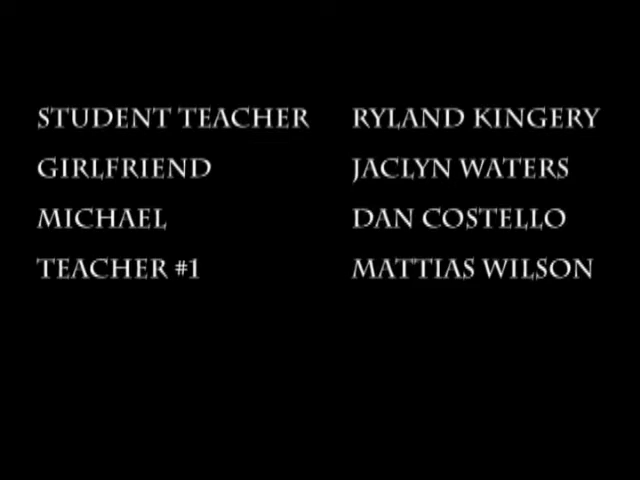 STUDENT TEACHER RYLAND KINGERY
GIRLFRIEND JACLYN WATERS
MICHAEL DAN COSTELLO
TEACHER #1 MATTIAS WILSON